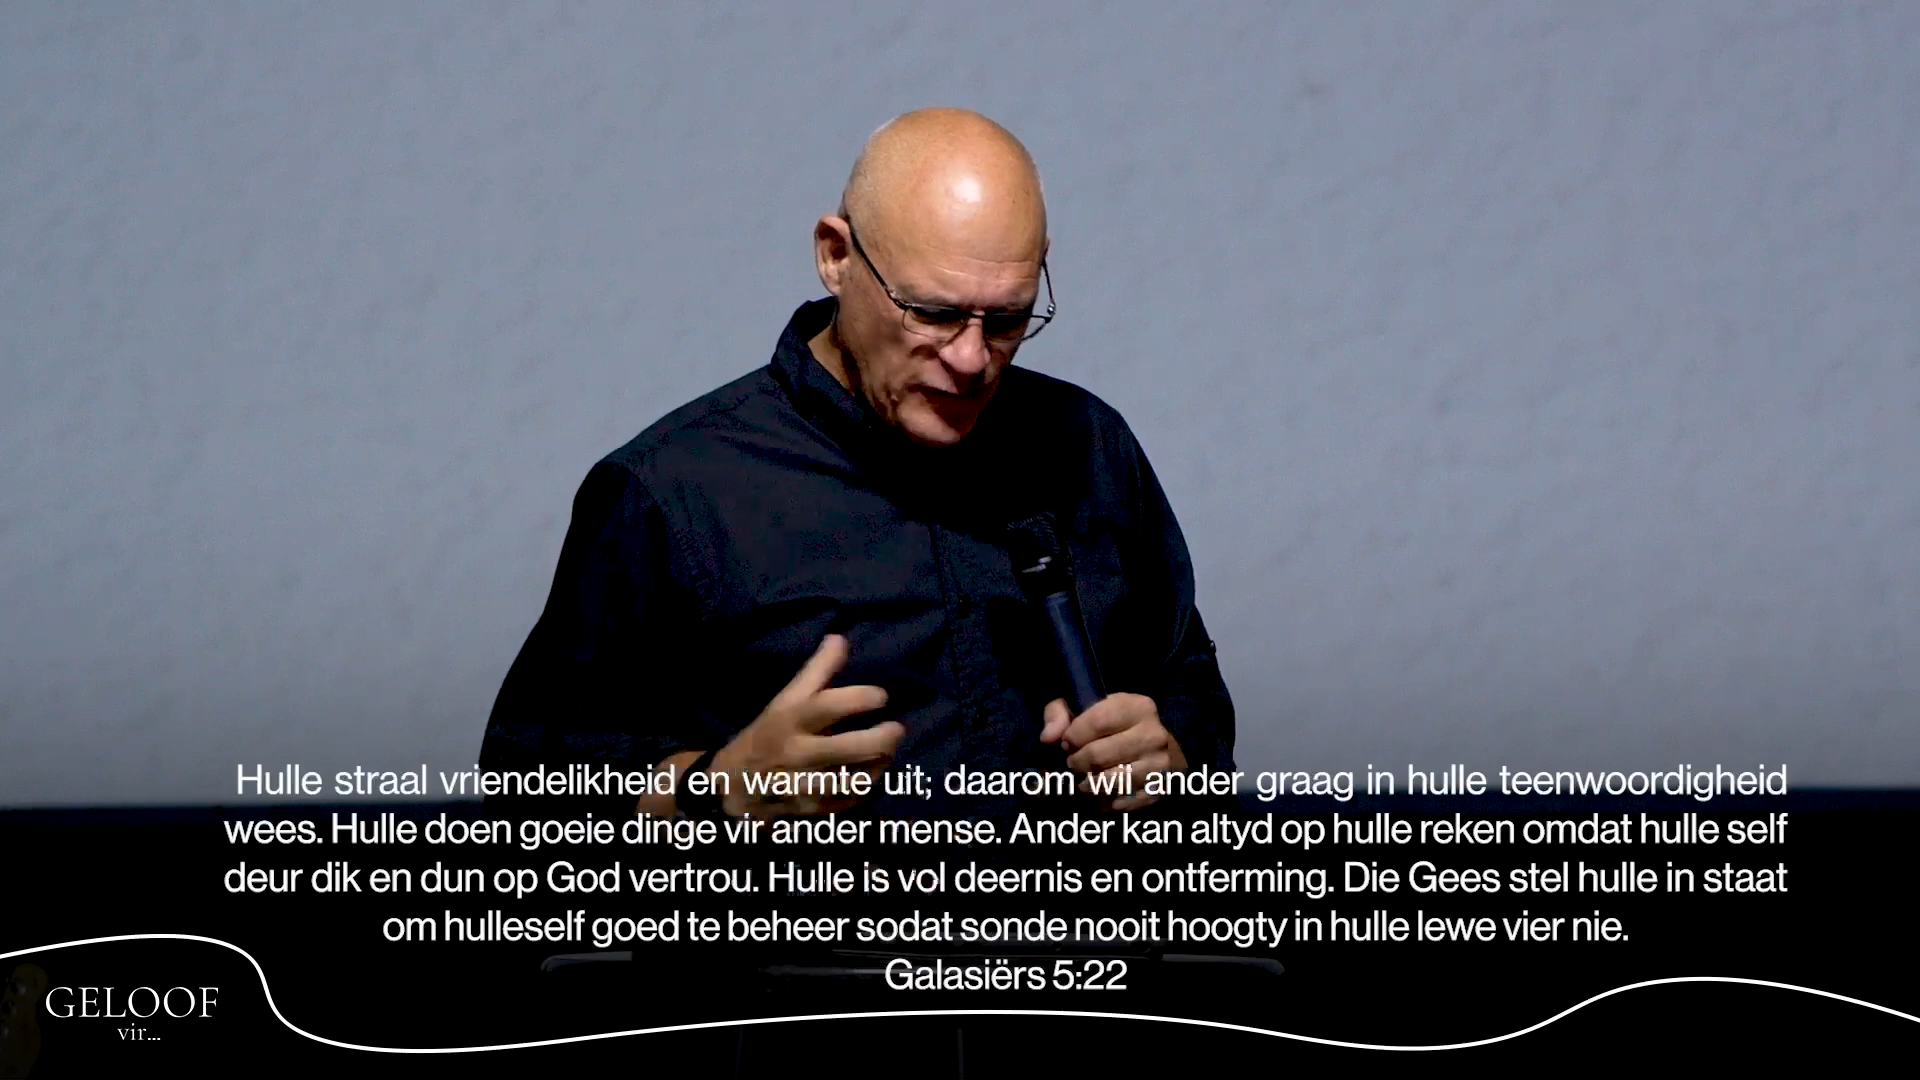 Hulle straal vriendelikheid en warmte uit; daarom wil ander graag in hulle teenwoordigheid
wees. Hulle doen goeie dinge vir ander mense. Ander kan altyd op hulle reken omdat hulle self
deur dik en dun op God vertrou. Hulle is vol deernis en ontferming. Die Gees stel hulle in staat
om hulleself goed te beheer sodat sonde nooit hoogty in hulle lewe vier nie.
Galasiërs 5:22
GELOOF
vir...